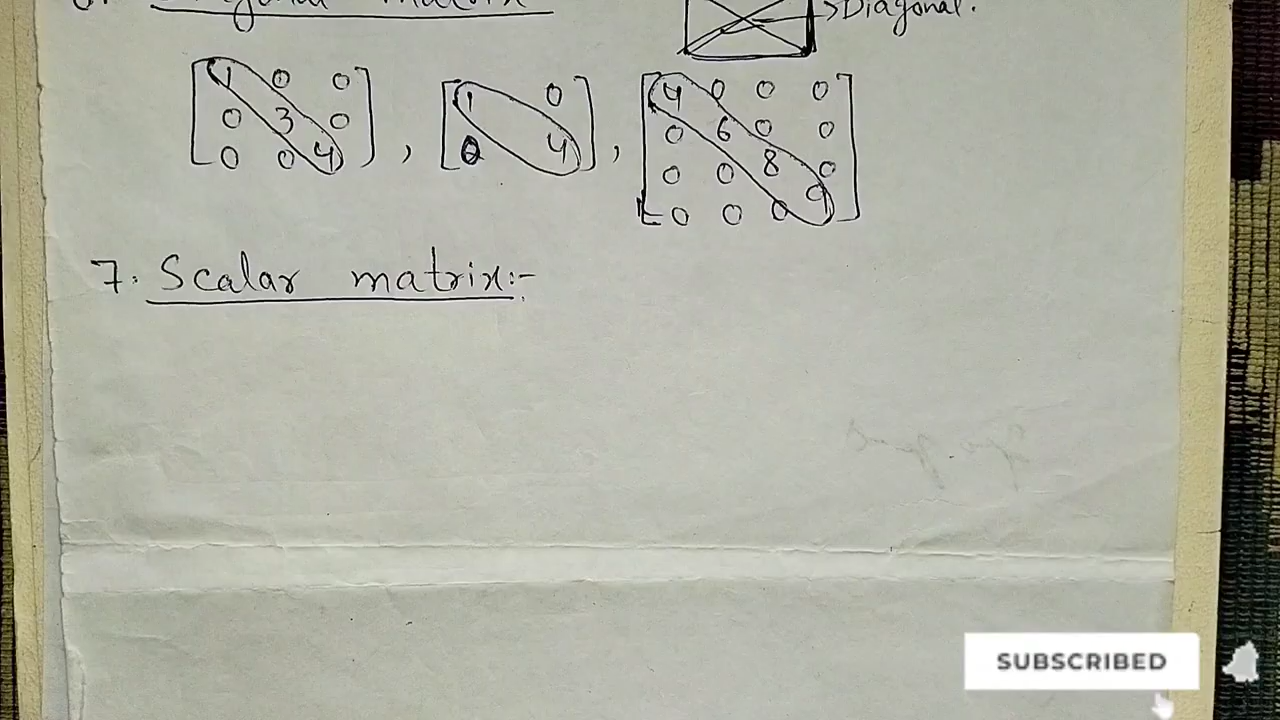 matrix
→Diagonal.
[1 0 0
0 3 0
0 0 4] , [1 0
0 4] , [4 0 0 0
0 6 0 0
0 0 8 0
0 0 0 9]
7. Scalar matrix:-
SUBSCRIBED